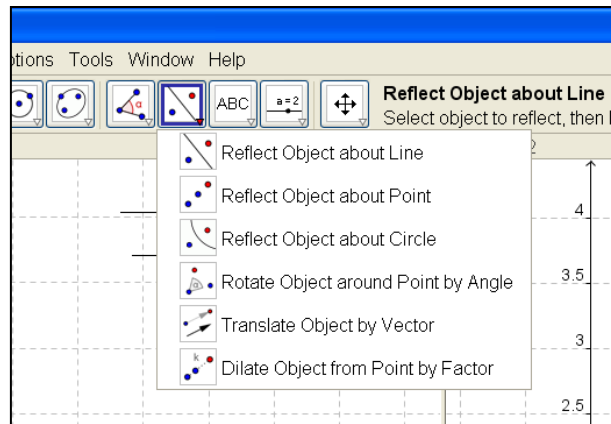 ptions Tools Window Help
α ABC a=2 Reflect Object about Line
Select object to reflect, then
Reflect Object about Line
Reflect Object about Point
Reflect Object about Circle
α Rotate Object around Point by Angle
Translate Object by Vector
k Dilate Object from Point by Factor
2
4
3.5
3
2.5